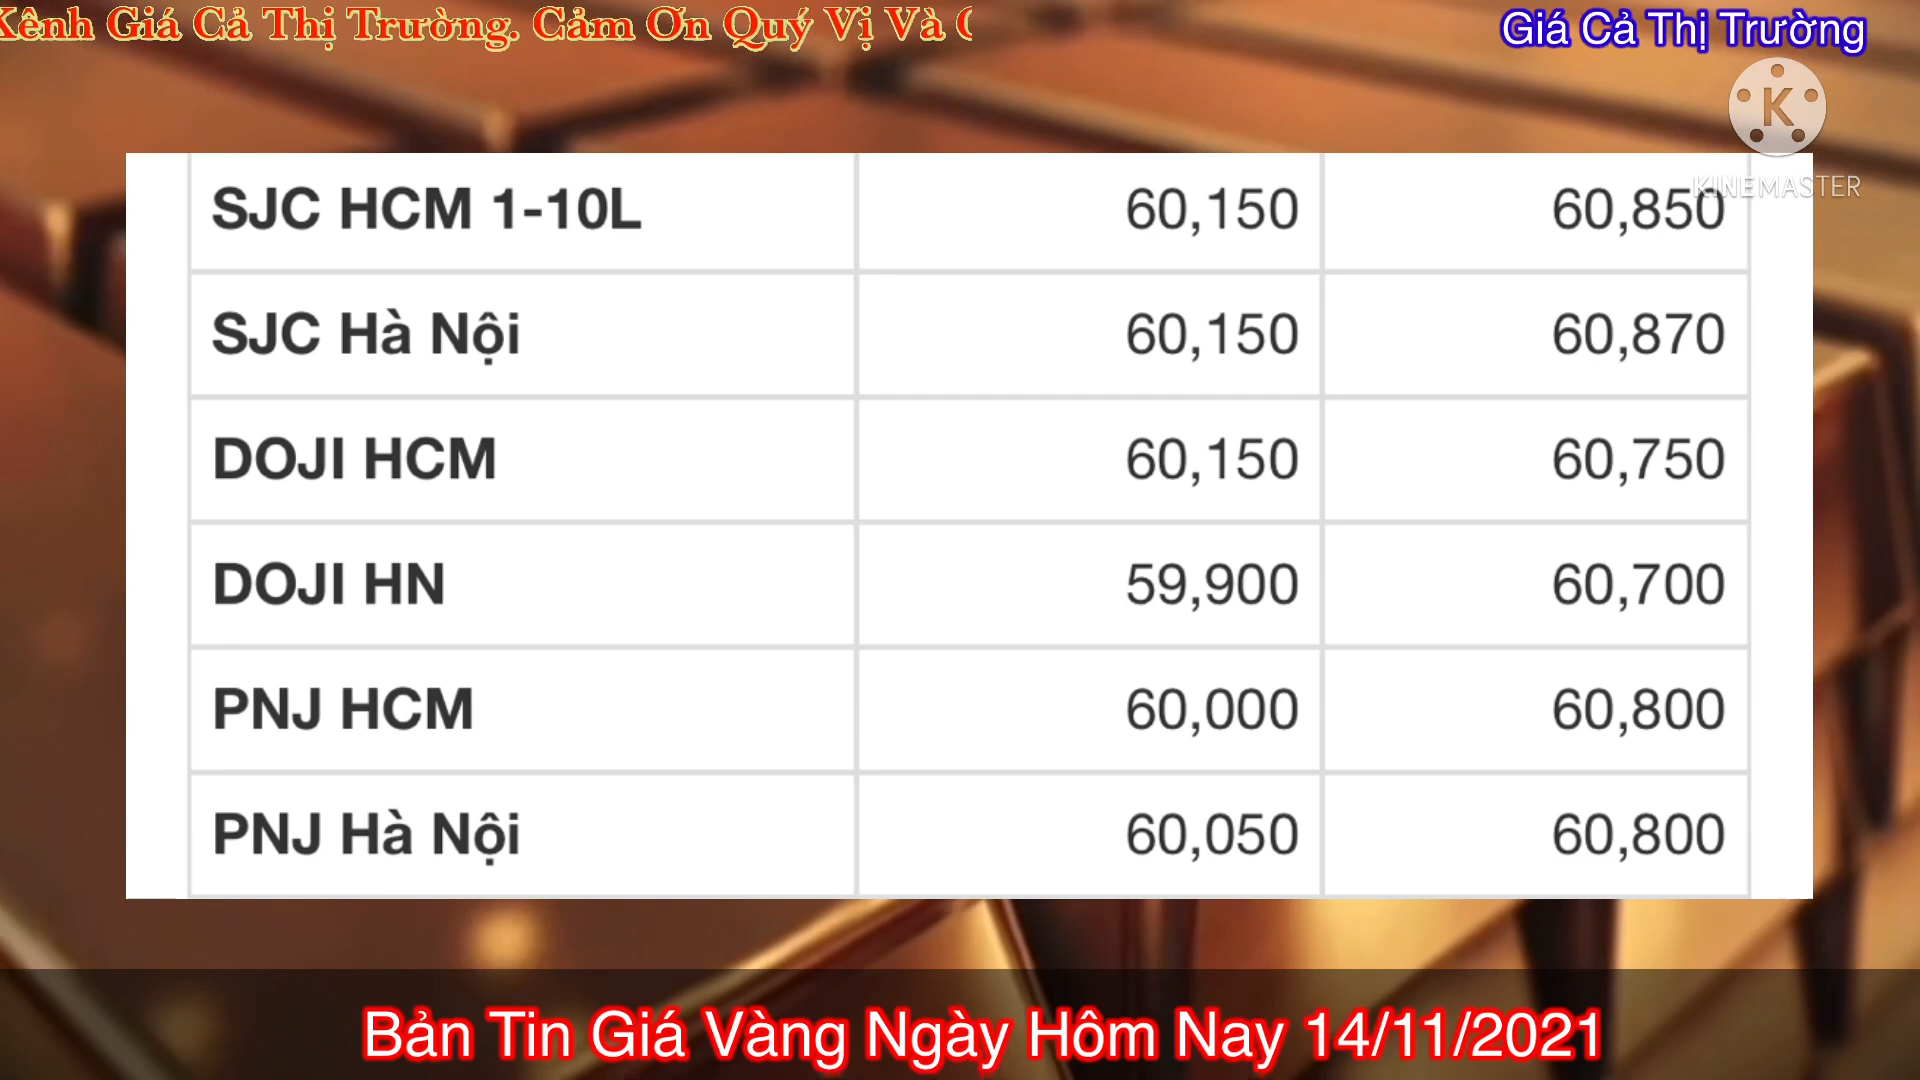 Kênh Giá Cả Thị Trường. Cảm Ơn Quý Vị Và
Giá Cả Thị Trường
K
KINEMASTER
SJC HCM 1-10L 60,150 60,850
SJC Hà Nội 60,150 60,870
DOJI HCM 60,150 60,750
DOJI HN 59,900 60,700
PNJ HCM 60,000 60,800
PNJ Hà Nội 60,050 60,800
Bản Tin Giá Vàng Ngày Hôm Nay 14/11/2021